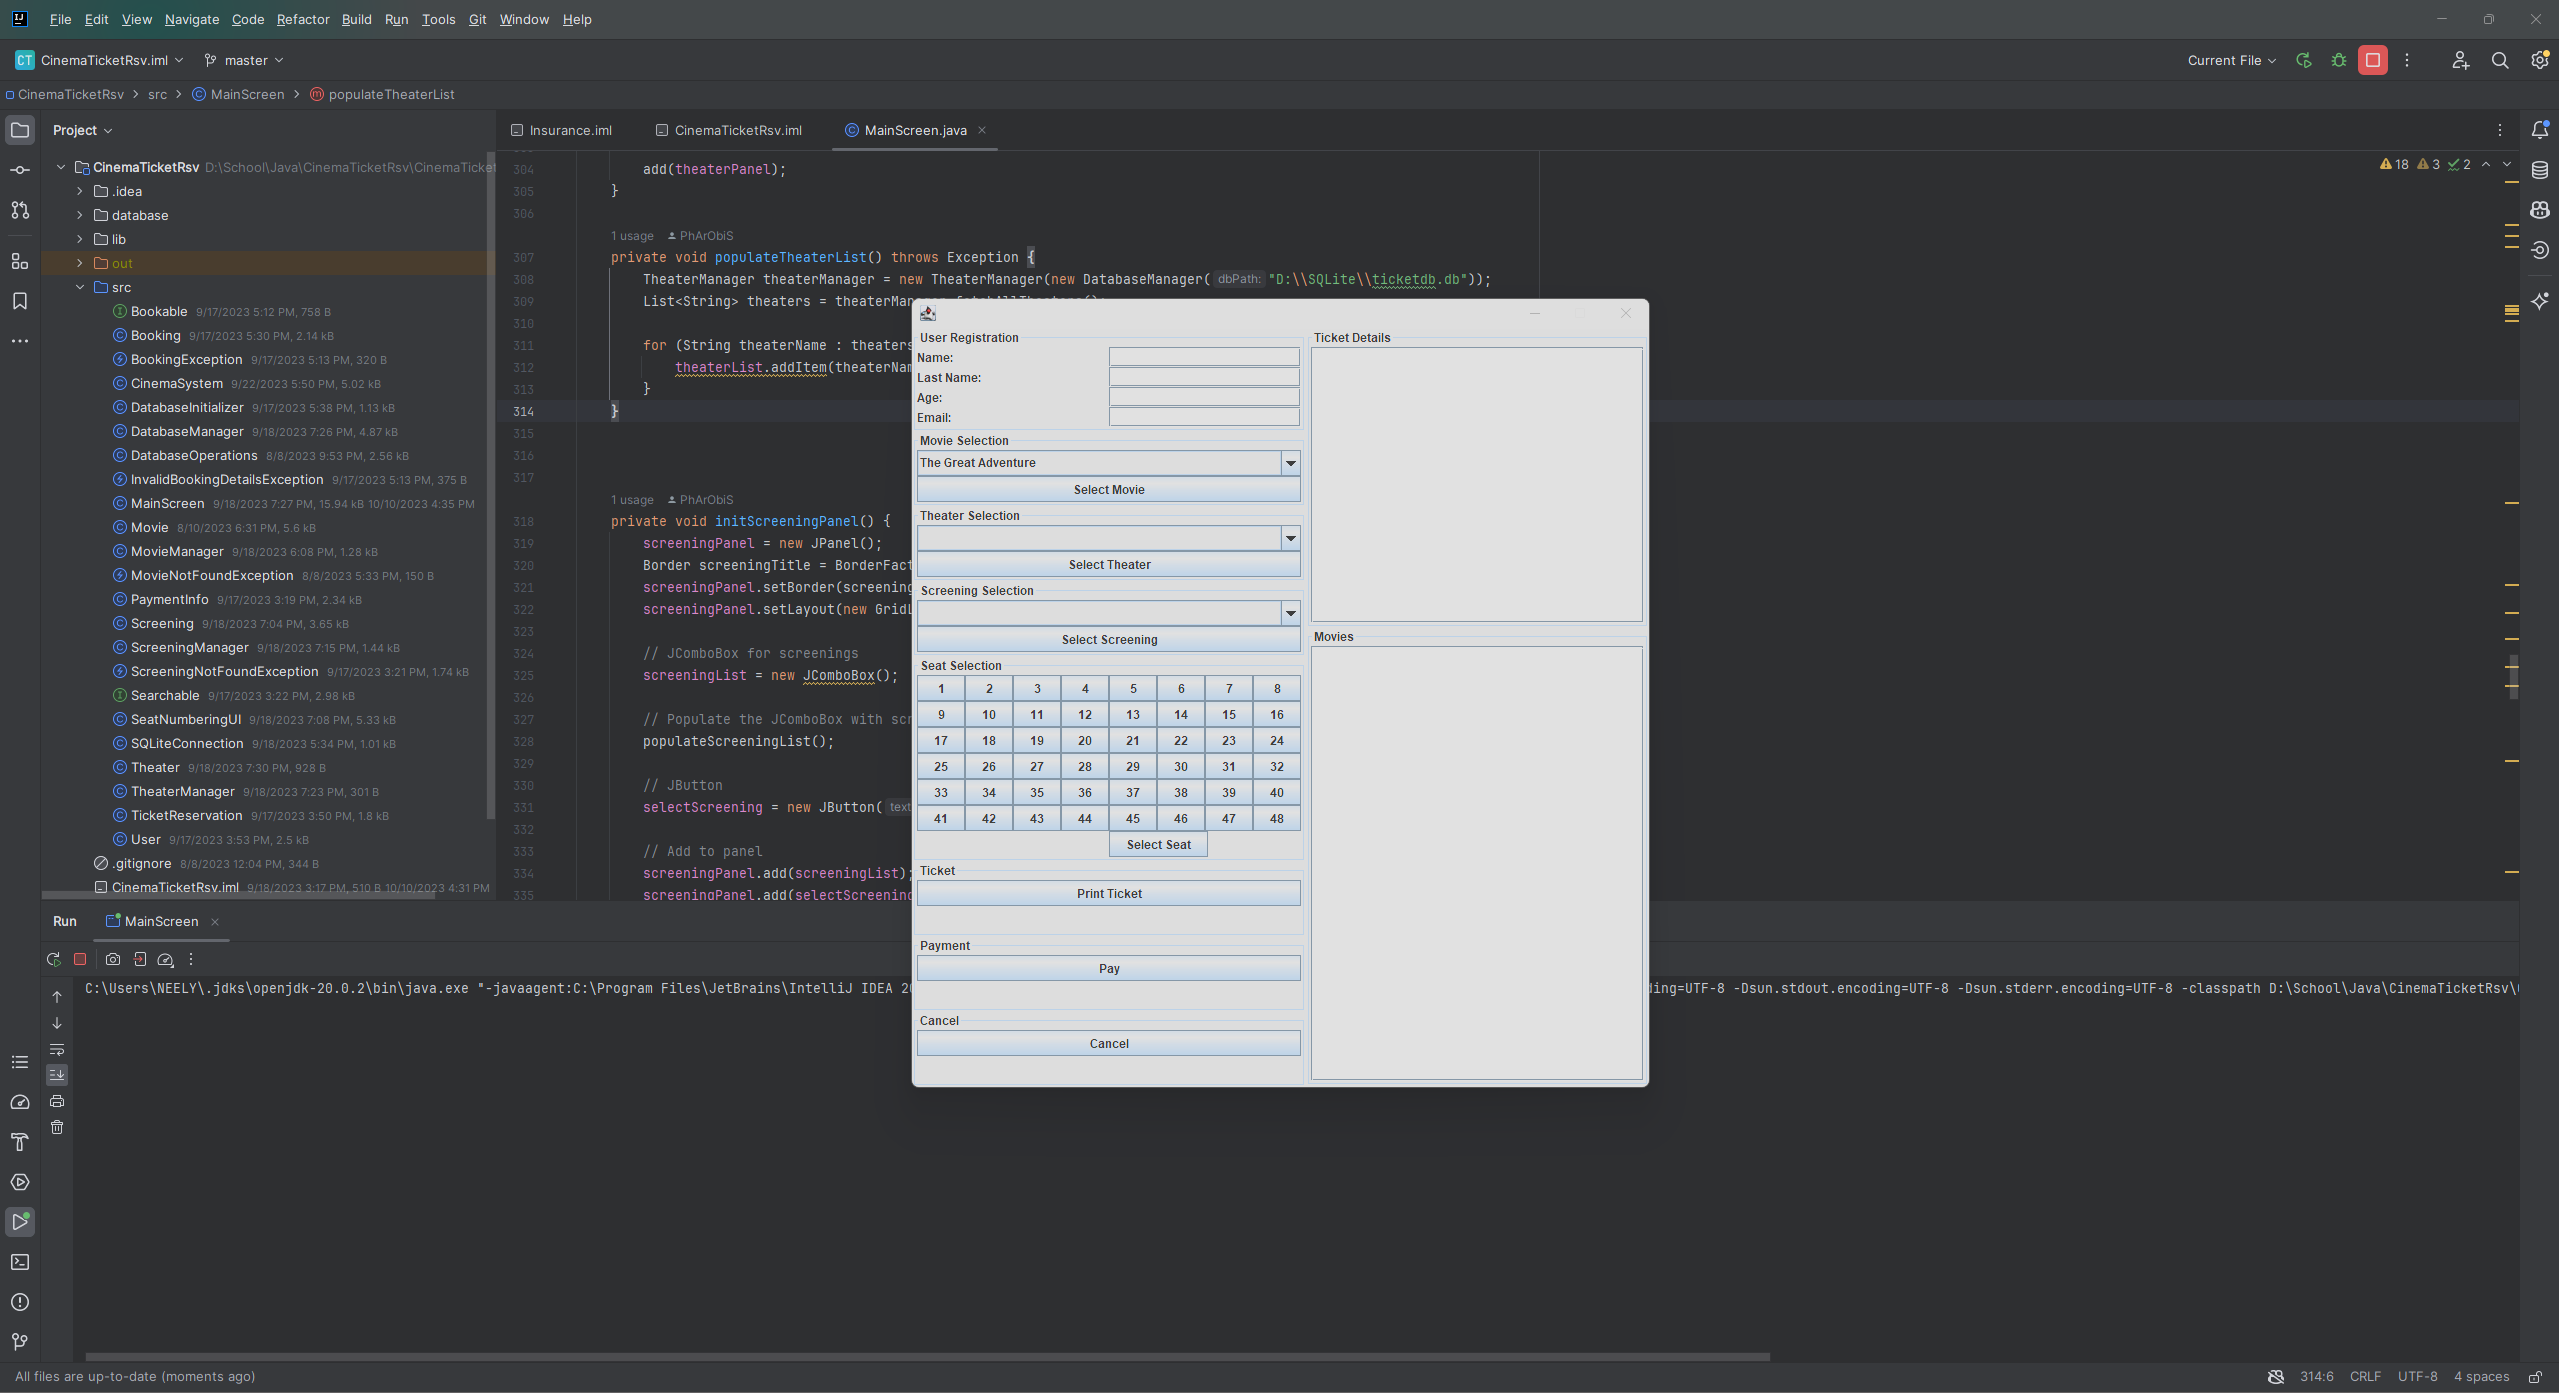 File Edit View Navigate Code Refactor Build Run Tools Git Window Help
CT CinemaTicketRsv.iml master Current File
CinemaTicketRsv src MainScreen populateTheaterList
Project
CinemaTicketRsv D:\School\Java\CinemaTicketRsv\CinemaTicket
.idea
database
lib
out
src
Bookable 9/17/2023 5:12 PM, 758 B
Booking 9/17/2023 5:30 PM, 2.14 kB
BookingException 9/17/2023 5:13 PM, 320 B
CinemaSystem 9/22/2023 5:50 PM, 5.02 kB
DatabaseInitializer 9/17/2023 5:38 PM, 1.13 kB
DatabaseManager 9/18/2023 7:26 PM, 4.87 kB
DatabaseOperations 8/8/2023 9:53 PM, 2.56 kB
InvalidBookingDetailsException 9/17/2023 5:13 PM, 375 B
MainScreen 9/18/2023 7:27 PM, 15.94 kB 10/10/2023 4:35 PM
Movie 8/10/2023 6:31 PM, 5.6 kB
MovieManager 9/18/2023 6:08 PM, 1.28 kB
MovieNotFoundException 8/8/2023 5:33 PM, 150 B
PaymentInfo 9/17/2023 3:19 PM, 2.34 kB
Screening 9/18/2023 7:04 PM, 3.65 kB
ScreeningManager 9/18/2023 7:15 PM, 1.44 kB
ScreeningNotFoundException 9/17/2023 3:21 PM, 1.74 kB
Searchable 9/17/2023 3:22 PM, 2.98 kB
SeatNumberingUI 9/18/2023 7:08 PM, 5.33 kB
SQLiteConnection 9/18/2023 5:34 PM, 1.01 kB
Theater 9/18/2023 7:30 PM, 928 B
TheaterManager 9/18/2023 7:23 PM, 301 B
TicketReservation 9/17/2023 3:50 PM, 1.8 kB
User 9/17/2023 3:53 PM, 2.5 kB
.gitignore 8/8/2023 12:04 PM, 344 B
CinemaTicketRsv.iml 9/18/2023 3:17 PM, 510 B 10/10/2023 4:31 PM
Insurance.iml CinemaTicketRsv.iml MainScreen.java
18 3 2
304 add(theaterPanel);
305 }
306
1 usage PhArObiS
307 private void populateTheaterList() throws Exception {
308 TheaterManager theaterManager = new TheaterManager(new DatabaseManager( dbPath: "D:\\SQLite\\ticketdb.db"));
309 List<String> theaters = theaterMan
310
311 for (String theaterName : theaters
312 theaterList.addItem(theaterNam
313 }
314 }
315
316
317
1 usage PhArObiS
318 private void initScreeningPanel() {
319 screeningPanel = new JPanel();
320 Border screeningTitle = BorderFact
321 screeningPanel.setBorder(screening
322 screeningPanel.setLayout(new GridL
323
324 // JComboBox for screenings
325 screeningList = new JComboBox();
326
327 // Populate the JComboBox with scr
328 populateScreeningList();
329
330 // JButton
331 selectScreening = new JButton( text
332
333 // Add to panel
334 screeningPanel.add(screeningList);
335 screeningPanel.add(selectScreening
User Registration
Name:
Last Name:
Age:
Email:
Movie Selection
The Great Adventure
Select Movie
Theater Selection
Select Theater
Screening Selection
Select Screening
Seat Selection
1 2 3 4 5 6 7 8
9 10 11 12 13 14 15 16
17 18 19 20 21 22 23 24
25 26 27 28 29 30 31 32
33 34 35 36 37 38 39 40
41 42 43 44 45 46 47 48
Select Seat
Ticket
Print Ticket
Payment
Pay
Cancel
Cancel
Ticket Details
Movies
Run MainScreen
C:\Users\NEELY\.jdks\openjdk-20.0.2\bin\java.exe "-javaagent:C:\Program Files\JetBrains\IntelliJ IDEA 20 ding=UTF-8 -Dsun.stdout.encoding=UTF-8 -Dsun.stderr.encoding=UTF-8 -classpath D:\School\Java\CinemaTicketRsv\
All files are up-to-date (moments ago) 314:6 CRLF UTF-8 4 spaces